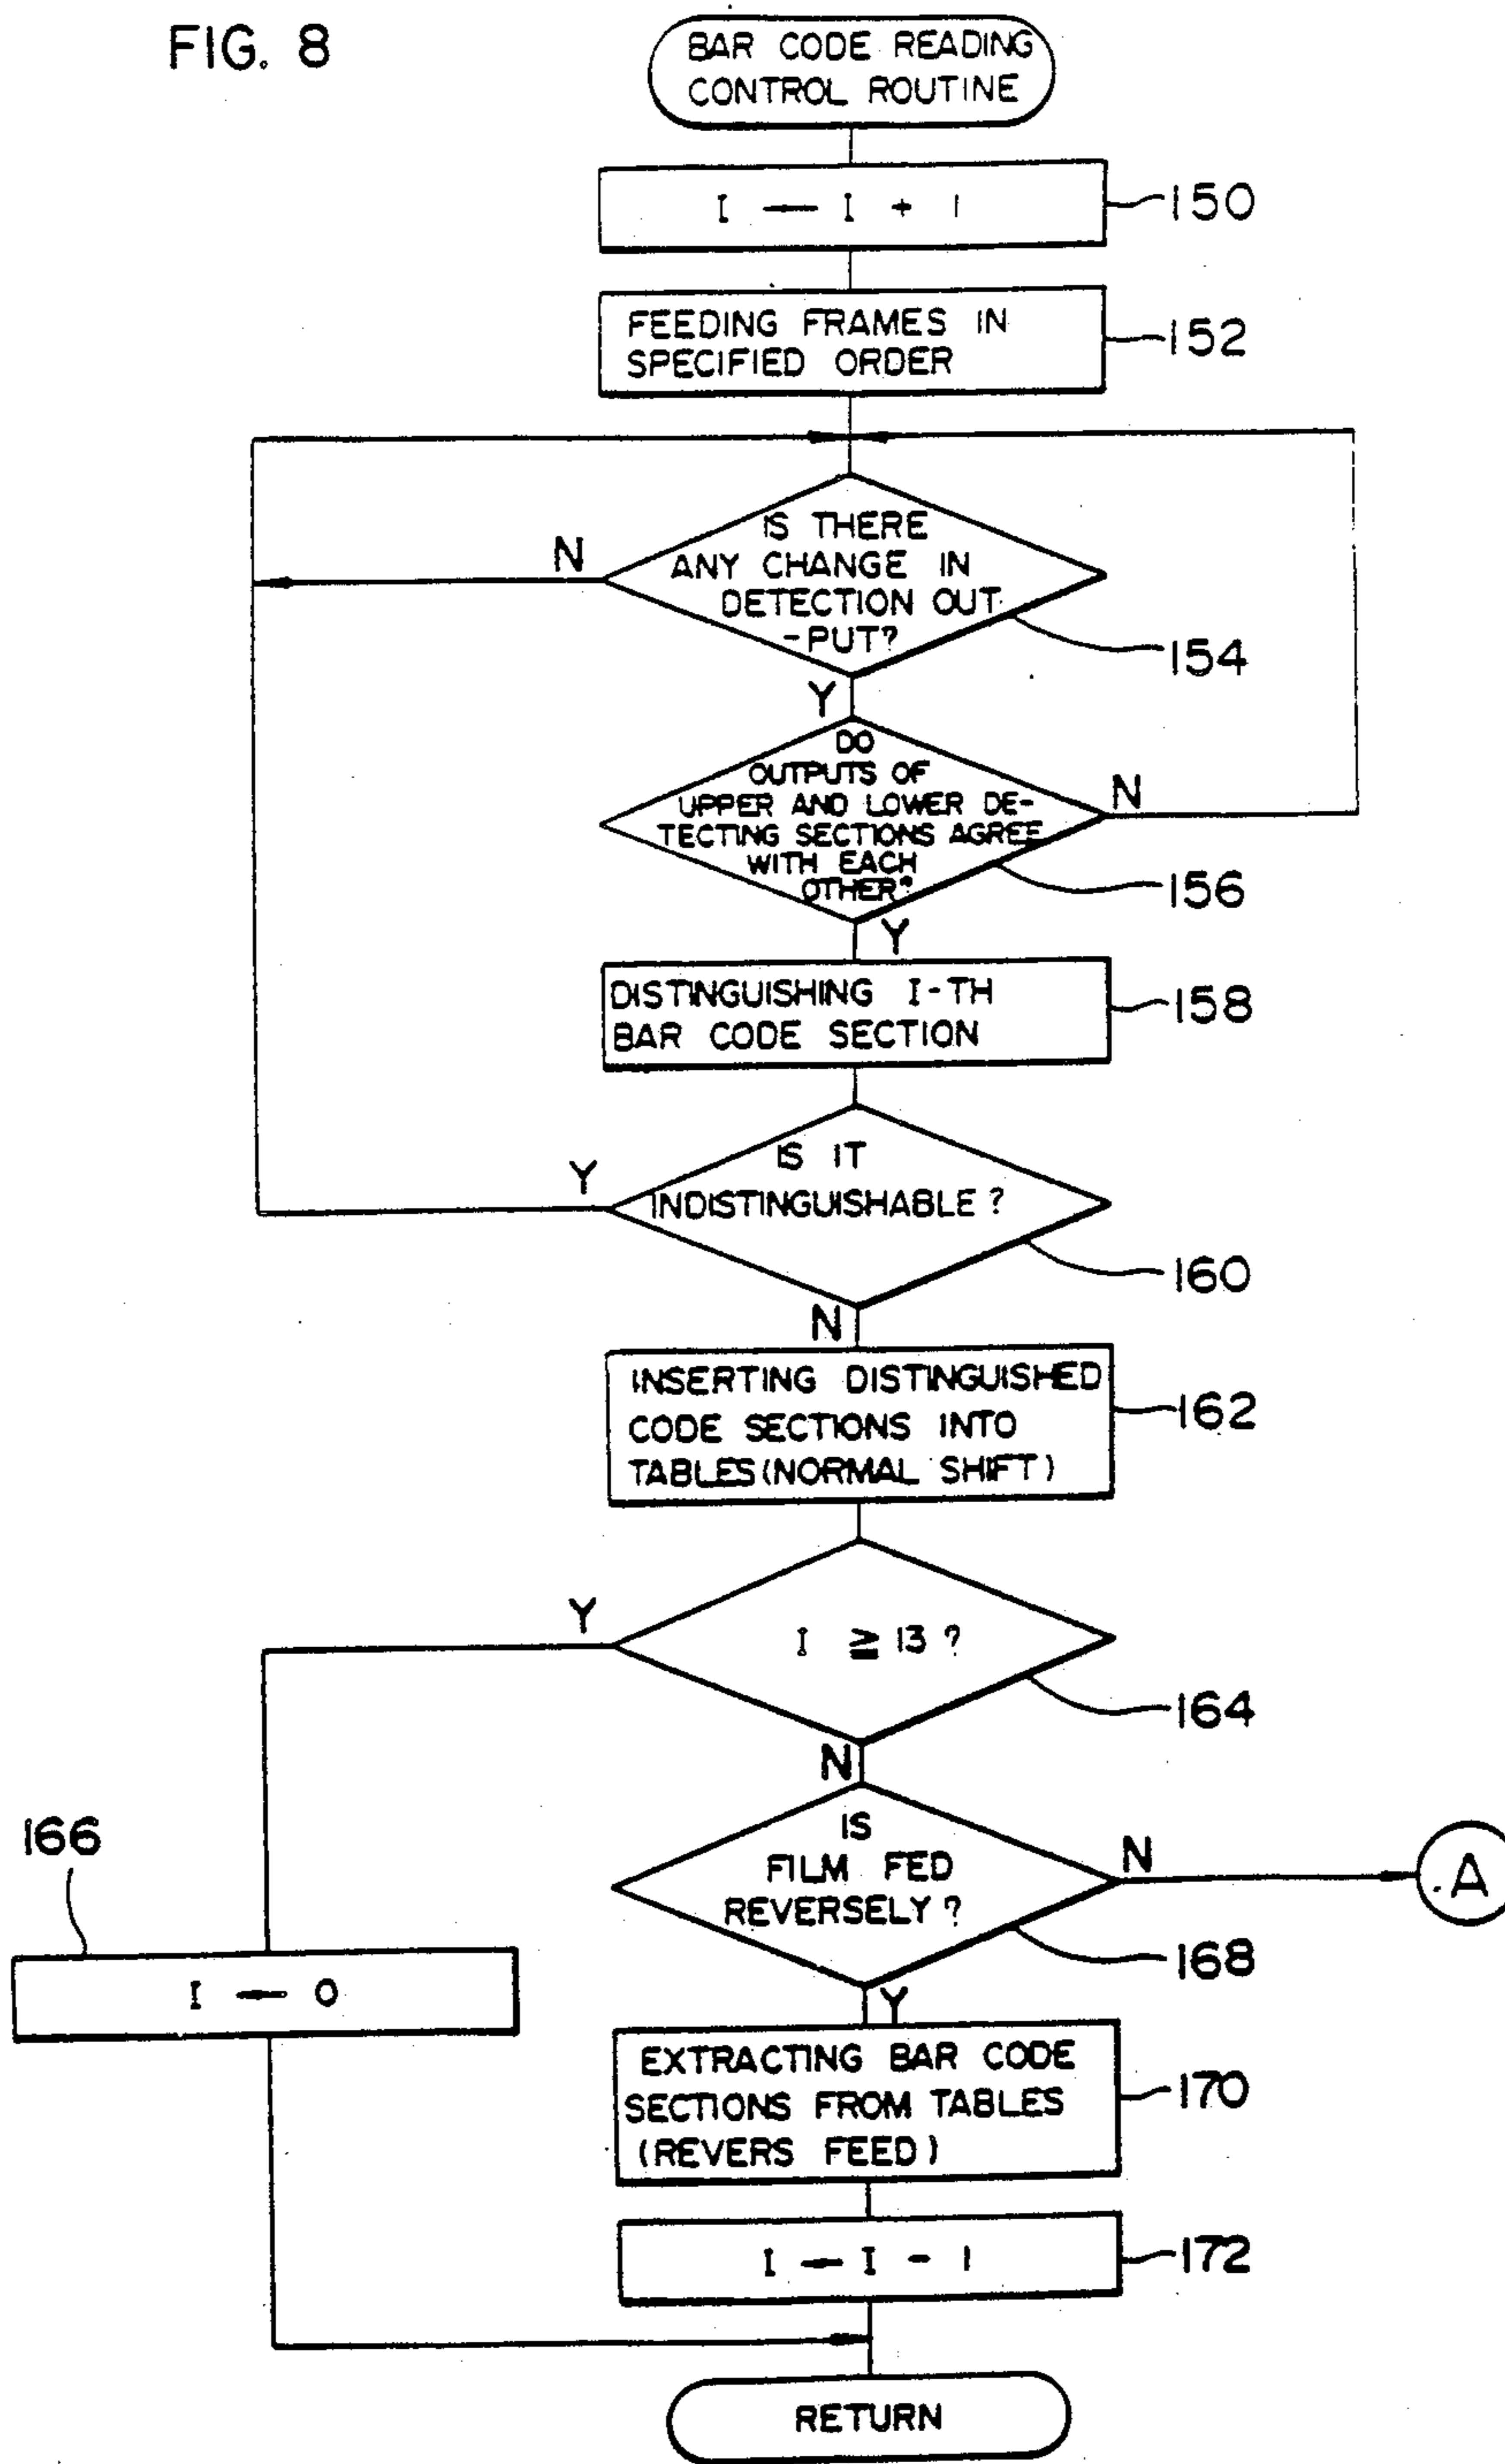 FIG. 8
BAR CODE READING
CONTROL ROUTINE
I ← I + 1
150
FEEDING FRAMES IN
SPECIFIED ORDER
152
IS THERE
ANY CHANGE IN
DETECTION OUT
-PUT?
N
154
Y
DO
OUTPUTS OF
UPPER AND LOWER DE-
TECTING SECTIONS AGREE
WITH EACH
OTHER?
N
156
Y
DISTINGUISHING I-TH
BAR CODE SECTION
158
IS IT
INDISTINGUISHABLE ?
Y
160
N
INSERTING DISTINGUISHED
CODE SECTIONS INTO
TABLES (NORMAL SHIFT)
162
Y
I ≧ 13 ?
164
N
166
IS
FILM FED
REVERSELY ?
N
A
168
I ← 0
Y
EXTRACTING BAR CODE
SECTIONS FROM TABLES
(REVERS FEED)
170
I ← I - 1
172
RETURN